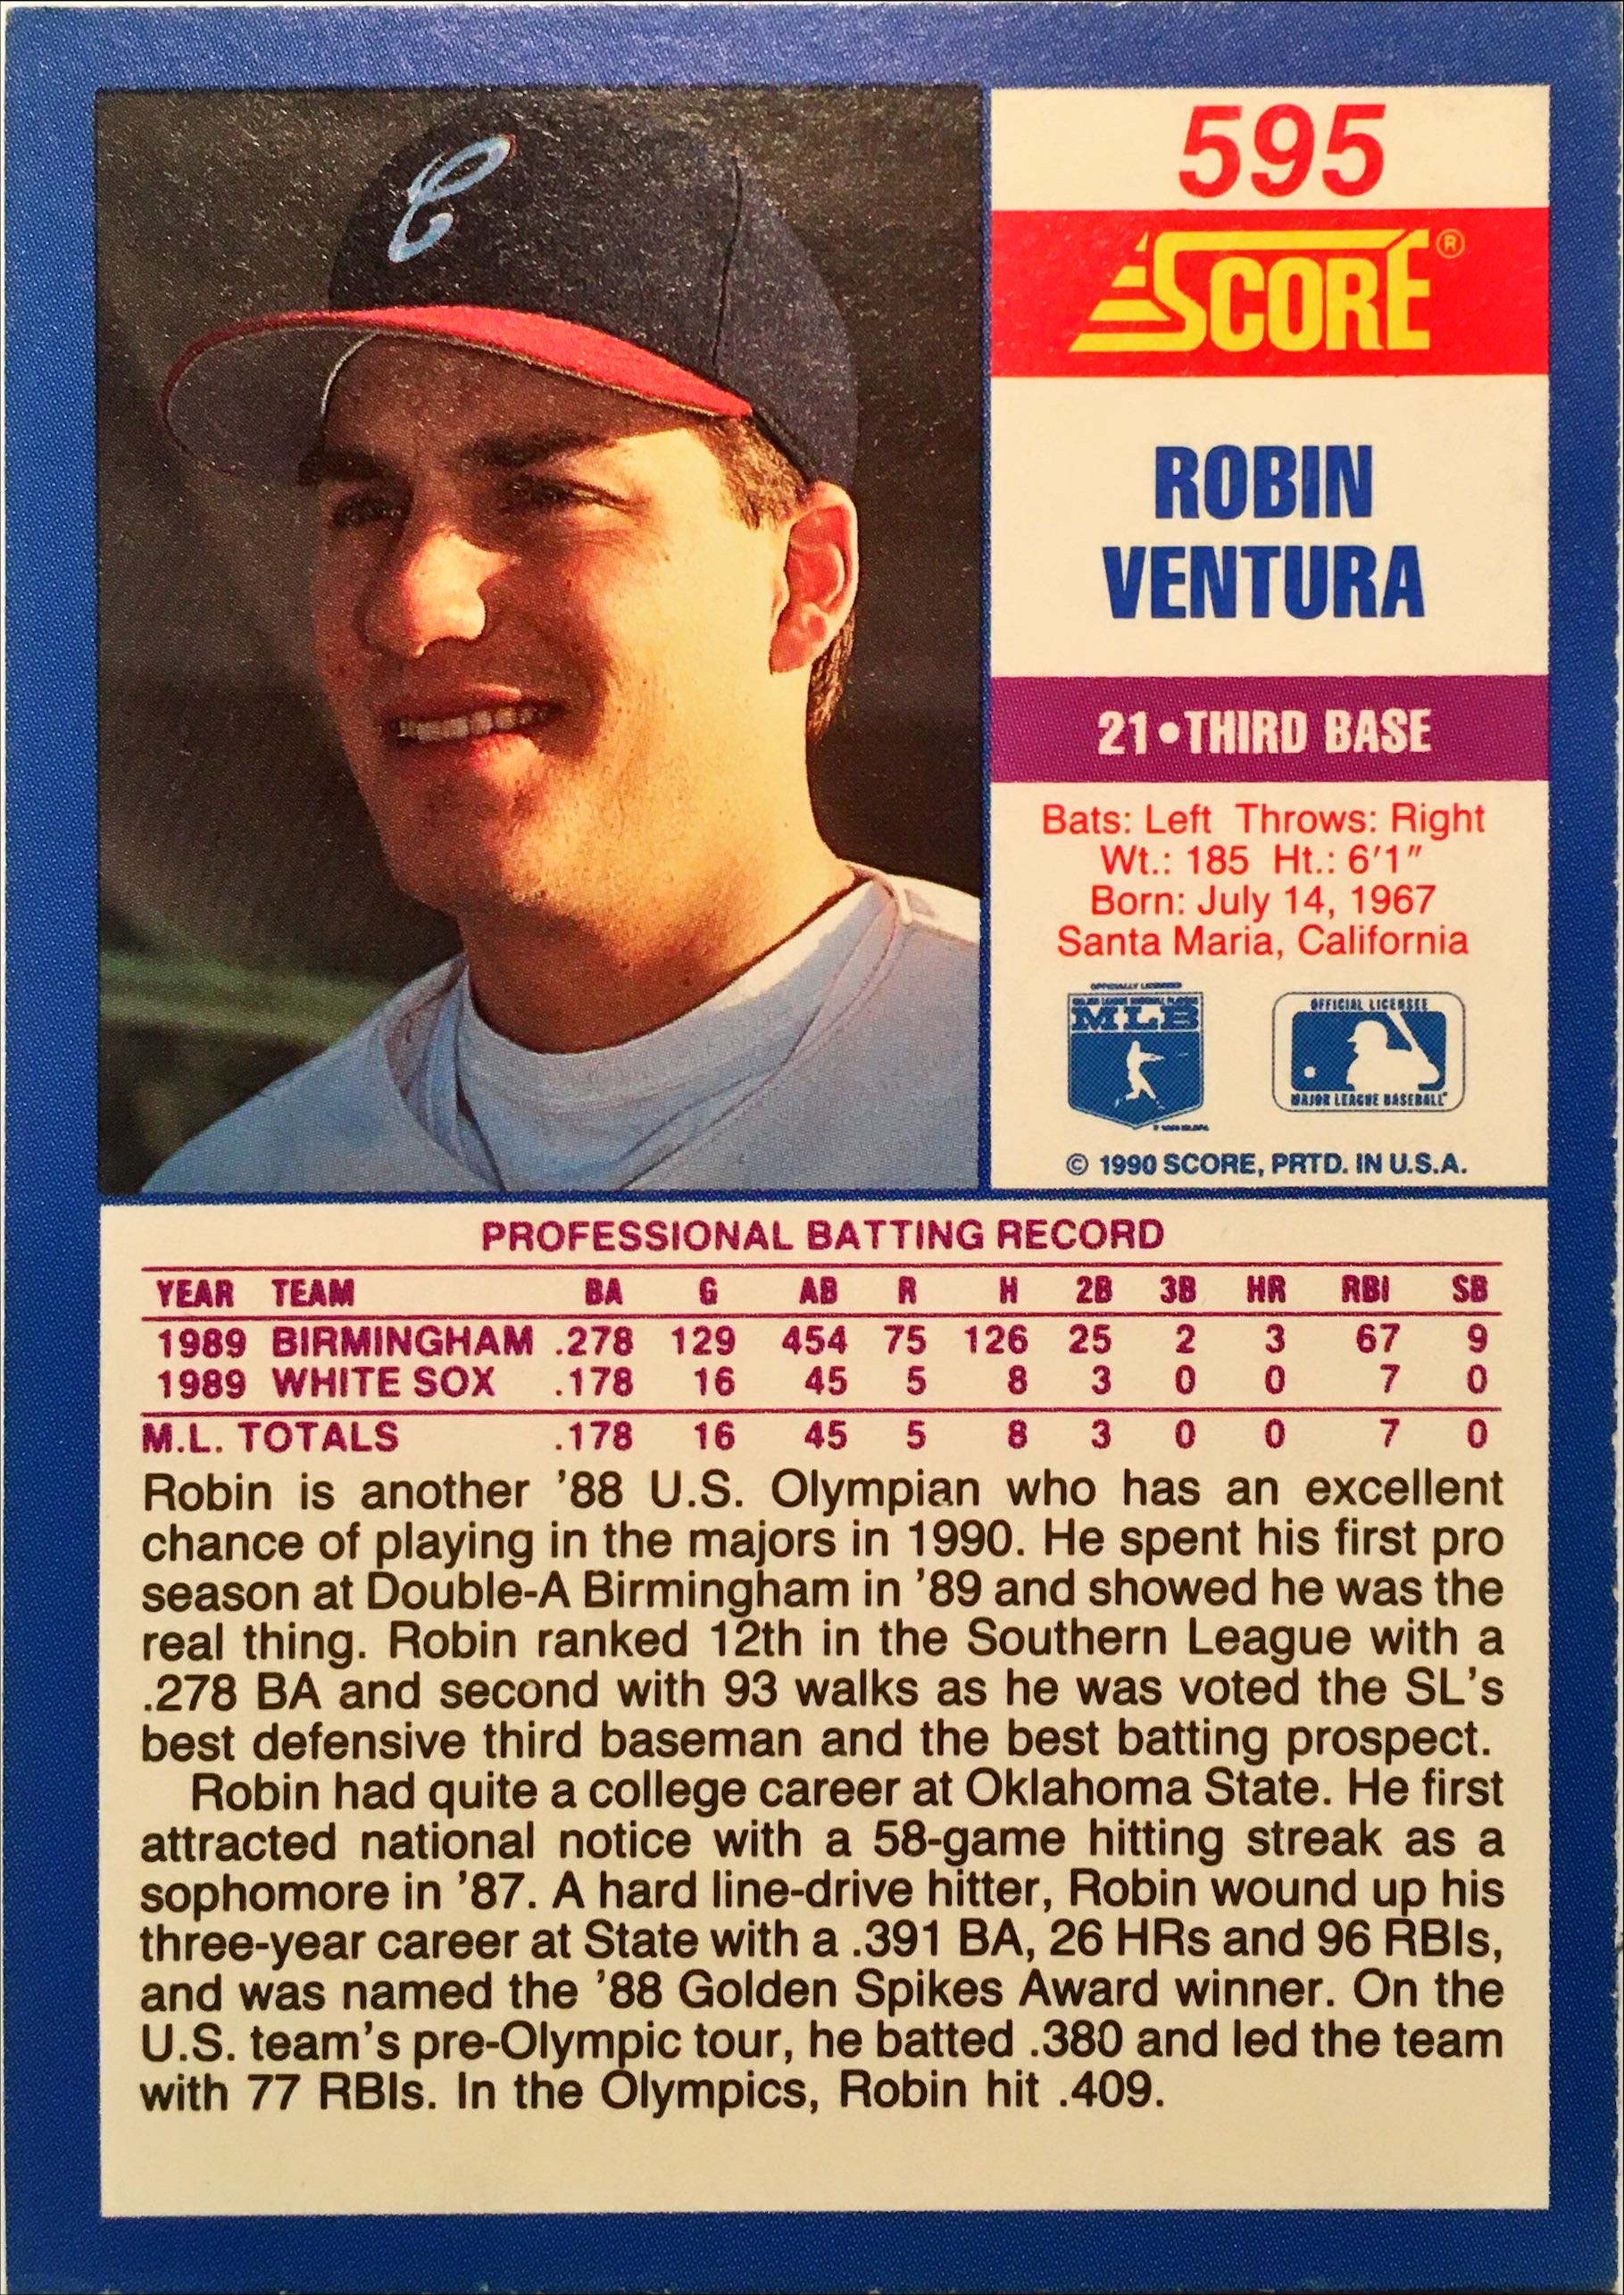 C
595
SCORE®
ROBIN
VENTURA
21•THIRD BASE
Bats: Left Throws: Right
Wt.: 185 Ht.: 6'1"
Born: July 14, 1967
Santa Maria, California
OFFICIALLY LICENSED
MAJOR LEAGUE BASEBALL PLAYERS
MLB
OFFICIAL LICENSEE
MAJOR LEAGUE BASEBALL
© 1990 SCORE, PRTD. IN U.S.A.
PROFESSIONAL BATTING RECORD
YEAR TEAM BA G AB R H 2B 3B HR RBI SB
1989 BIRMINGHAM .278 129 454 75 126 25 2 3 67 9
1989 WHITE SOX .178 16 45 5 8 3 0 0 7 0
M.L. TOTALS .178 16 45 5 8 3 0 0 7 0
Robin is another '88 U.S. Olympian who has an excellent
chance of playing in the majors in 1990. He spent his first pro
season at Double-A Birmingham in '89 and showed he was the
real thing. Robin ranked 12th in the Southern League with a
.278 BA and second with 93 walks as he was voted the SL's
best defensive third baseman and the best batting prospect.
Robin had quite a college career at Oklahoma State. He first
attracted national notice with a 58-game hitting streak as a
sophomore in '87. A hard line-drive hitter, Robin wound up his
three-year career at State with a .391 BA, 26 HRs and 96 RBIs,
and was named the '88 Golden Spikes Award winner. On the
U.S. team's pre-Olympic tour, he batted .380 and led the team
with 77 RBIs. In the Olympics, Robin hit .409.